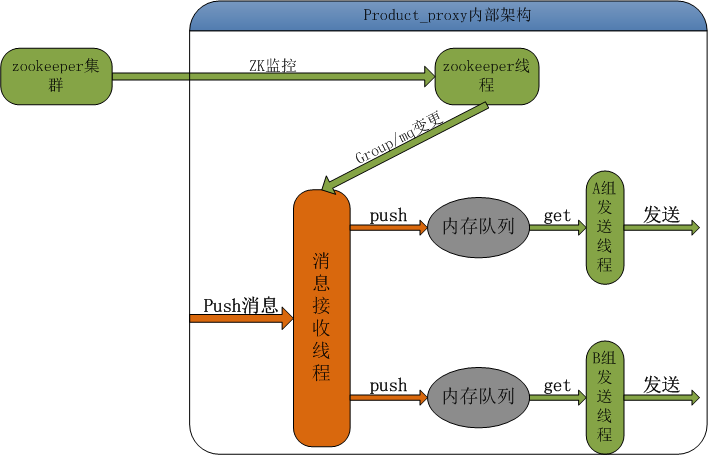 Product_proxy内部架构
zookeeper集
群
ZK监控
zookeeper线
程
Group/mq变更
Push消息
消
息
接
收
线
程
push
内存队列
get
A组
发
送
线
程
发送
push
内存队列
get
B组
发
送
线
程
发送